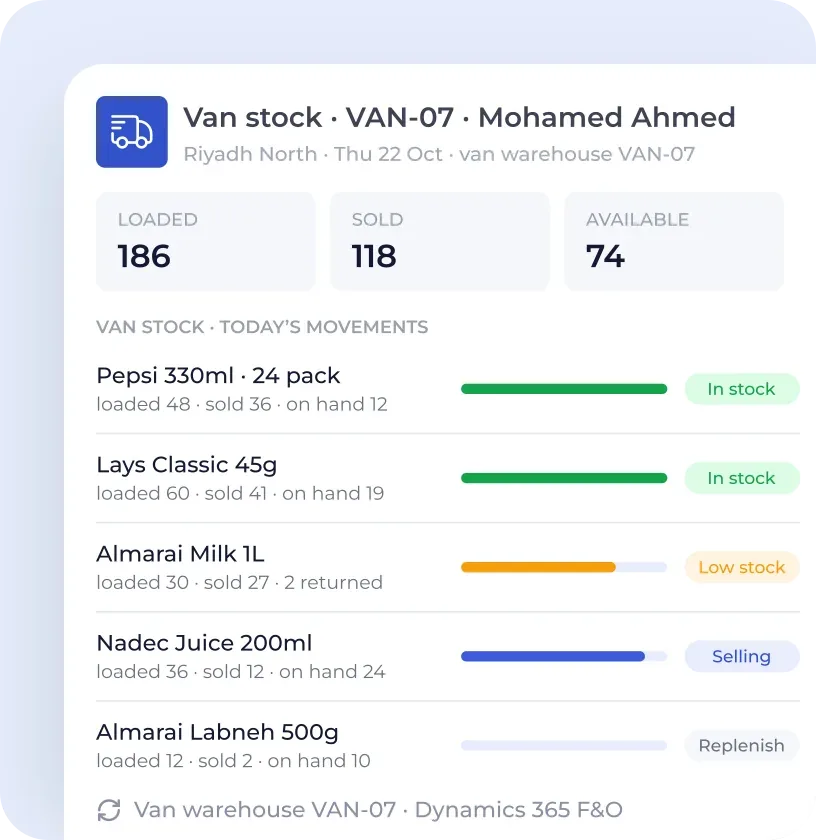 Van stock · VAN-07 · Mohamed Ahmed
Riyadh North · Thu 22 Oct · van warehouse VAN-07
LOADED
186
SOLD
118
AVAILABLE
74
VAN STOCK · TODAY’S MOVEMENTS
Pepsi 330ml · 24 pack
loaded 48 · sold 36 · on hand 12
In stock
Lays Classic 45g
loaded 60 · sold 41 · on hand 19
In stock
Almarai Milk 1L
loaded 30 · sold 27 · 2 returned
Low stock
Nadec Juice 200ml
loaded 36 · sold 12 · on hand 24
Selling
Almarai Labneh 500g
loaded 12 · sold 2 · on hand 10
Replenish
Van warehouse VAN-07 · Dynamics 365 F&O